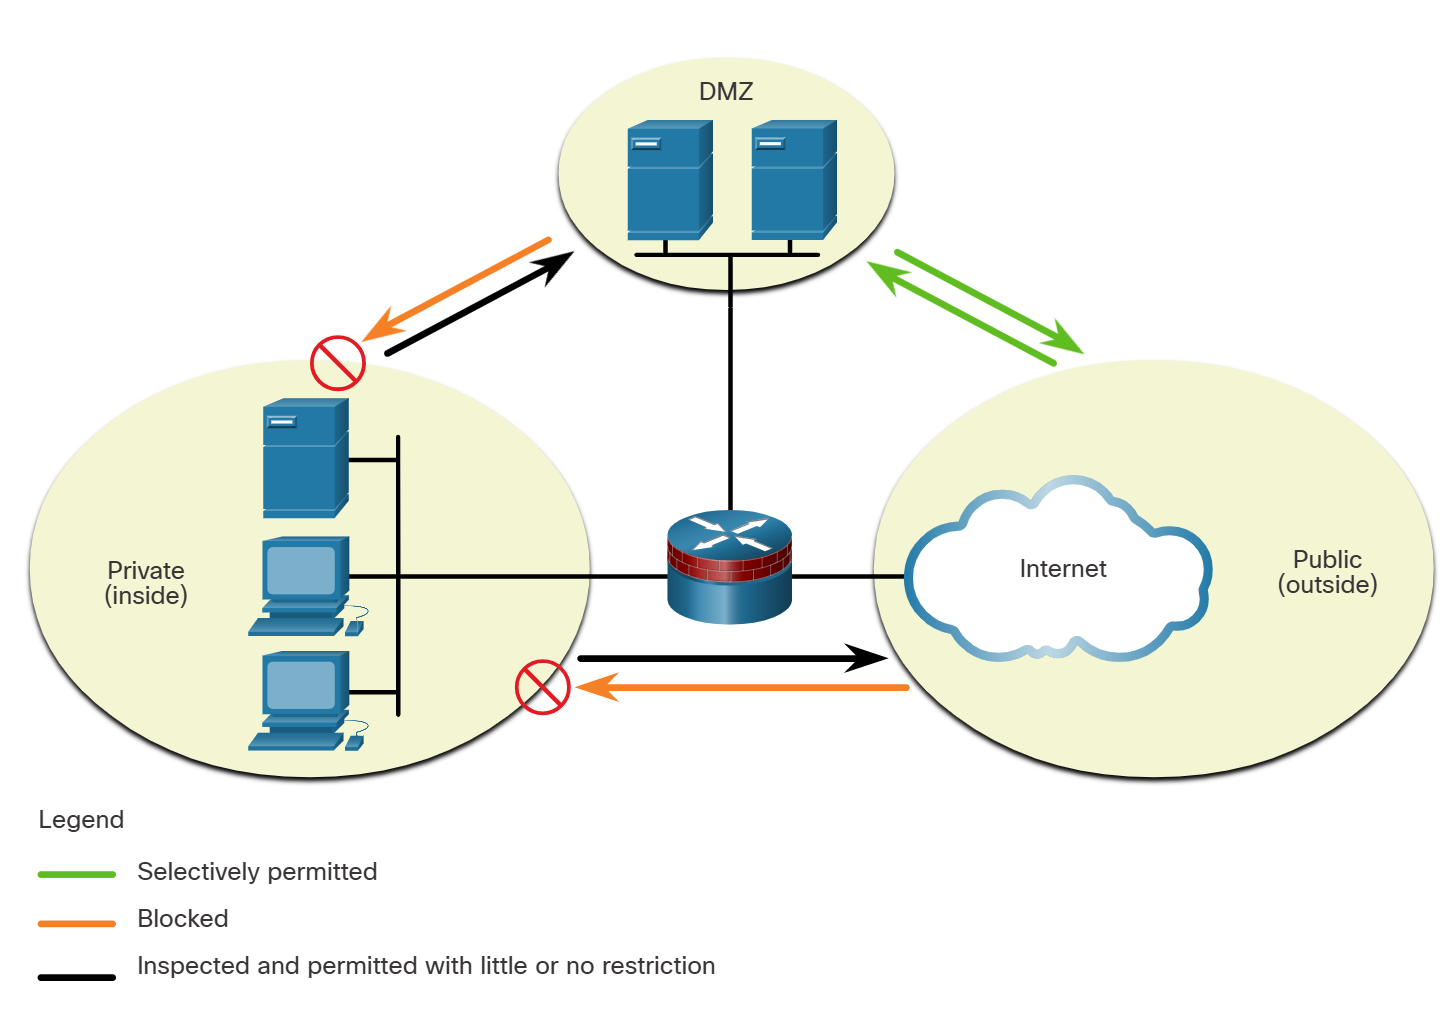 DMZ
Private
(inside)
Internet
Public
(outside)
Legend
Selectively permitted
Blocked
Inspected and permitted with little or no restriction